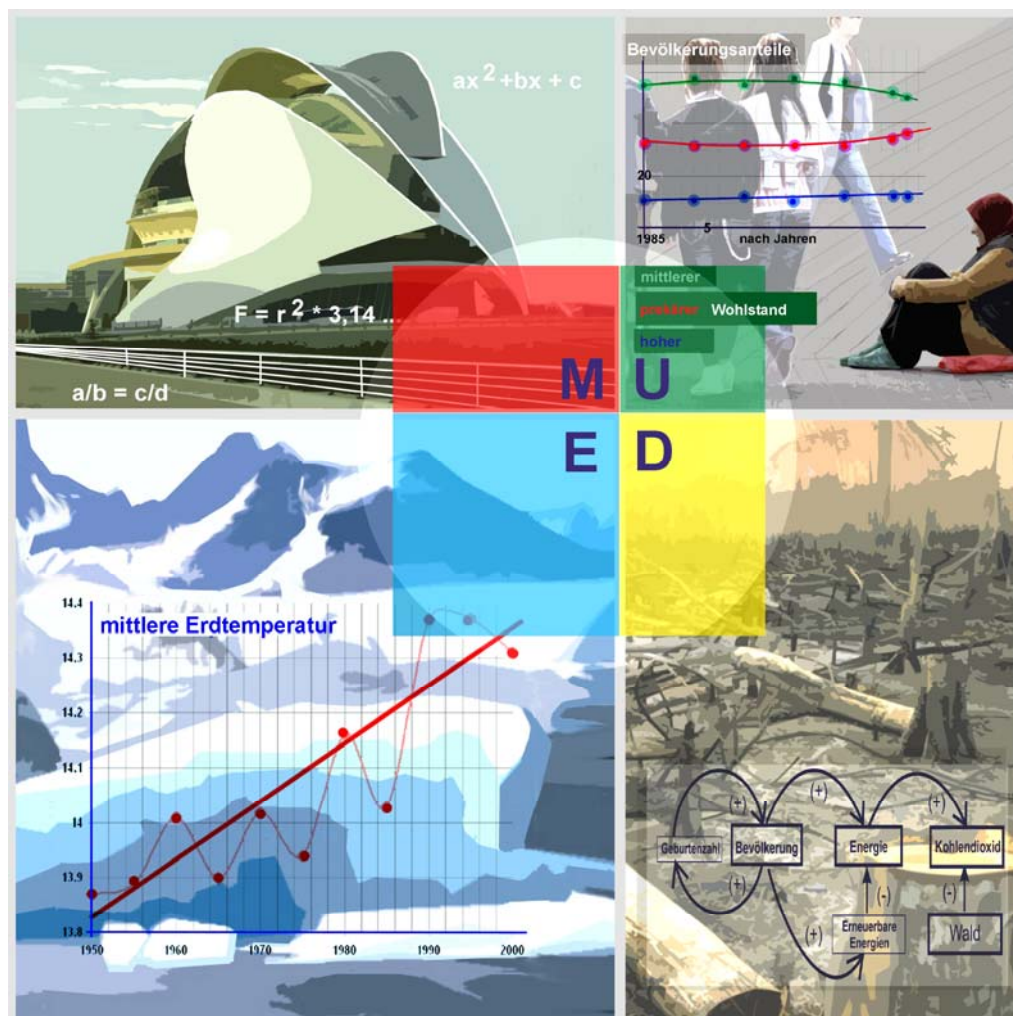 ax² +bx + c
F = r² * 3,14 ...
a/b = c/d
Bevölkerungsanteile
20
5
1985
nach Jahren
mittlerer
prekärer Wohlstand
hoher
M U
E D
14.4
mittlere Erdtemperatur
14.3
14.2
14.1
14
13.9
13.8
1950 1960 1970 1980 1990 2000
(+) (+) (+)
Geburtenzahl Bevölkerung Energie Kohlendioxid
(+) (-) (-)
(+) Erneuerbare Energien Wald